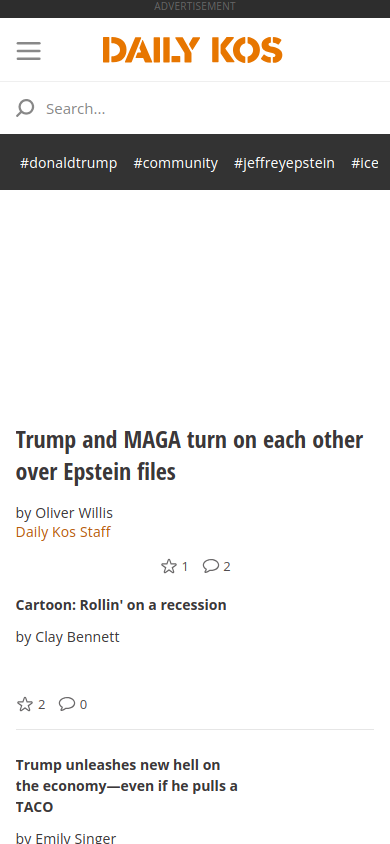 ADVERTISEMENT
DAILY KOS
Search...
#donaldtrump #community #jeffreyepstein #ice
Trump and MAGA turn on each other
over Epstein files
by Oliver Willis
Daily Kos Staff
1 2
Cartoon: Rollin' on a recession
by Clay Bennett
2 0
Trump unleashes new hell on
the economy—even if he pulls a
TACO
by Emily Singer